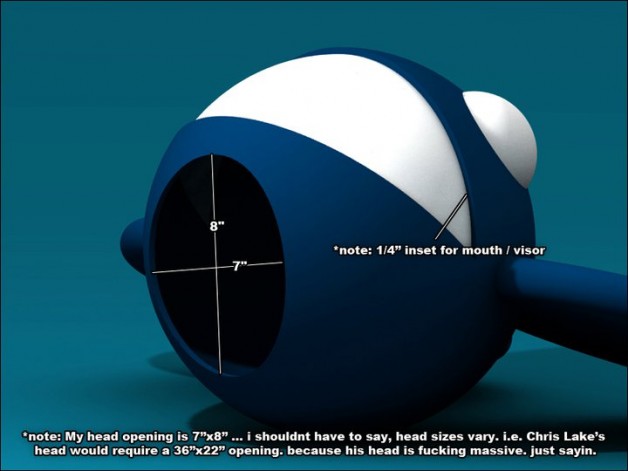 8"
7"
*note: 1/4" inset for mouth / visor
*note: My head opening is 7"x8" ... i shouldnt have to say, head sizes vary. i.e. Chris Lake's
head would require a 36"x22" opening. because his head is fucking massive. just sayin.